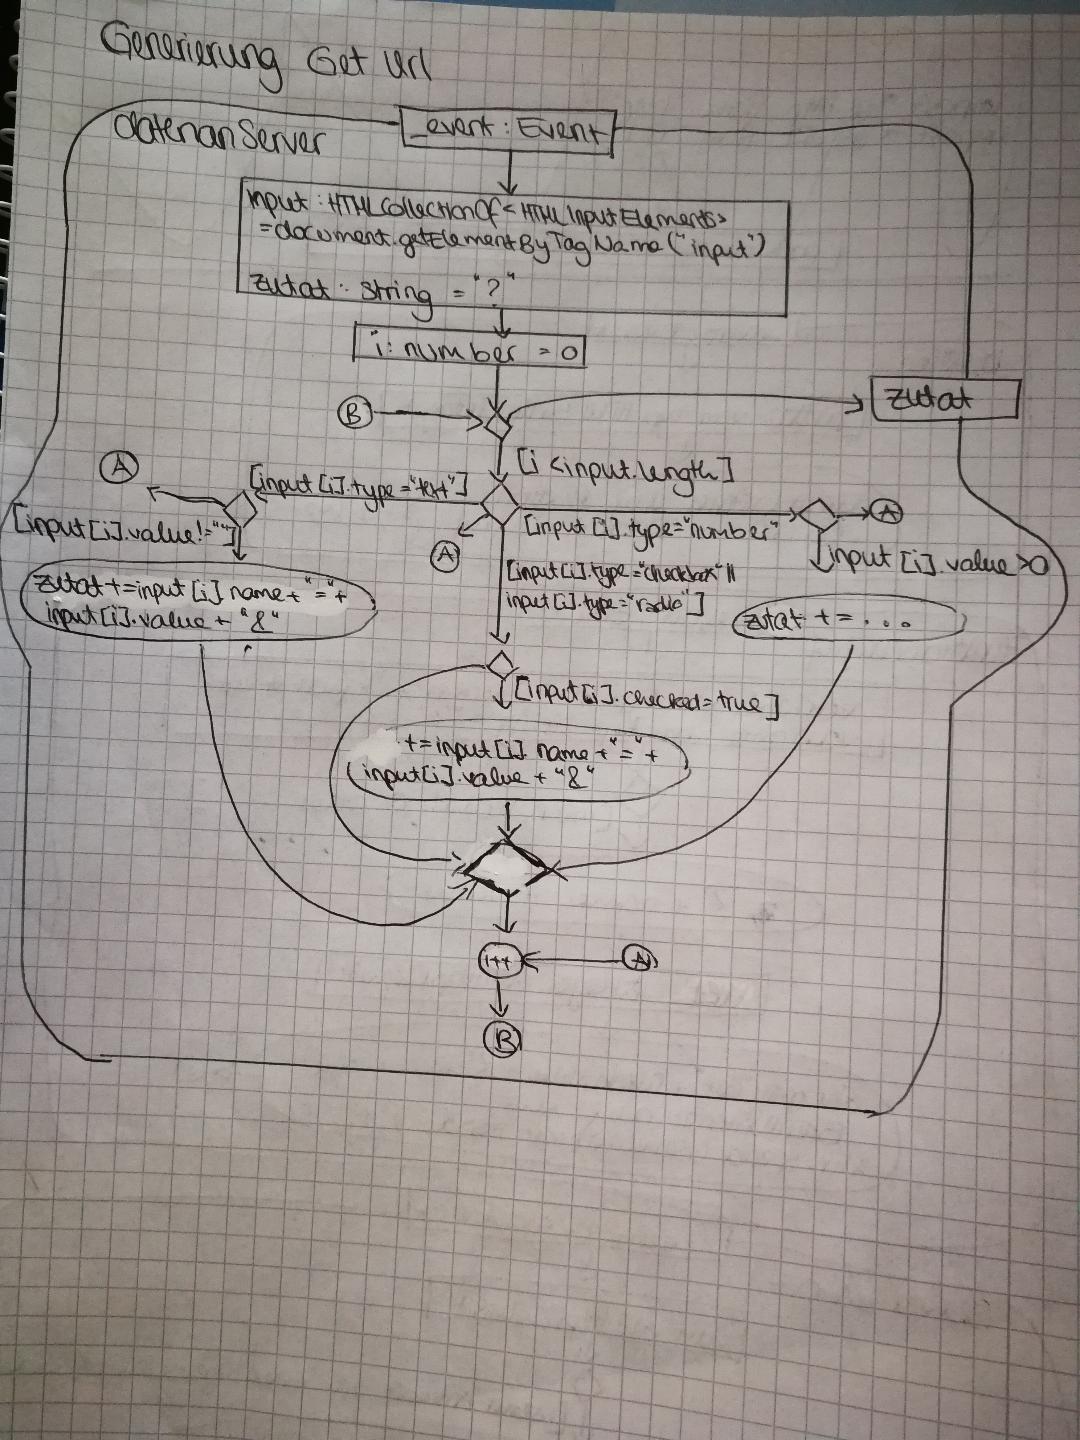 Generierung Get Url
datenanServer
_event : Event
input : HTMLCollectionOf<HTMLInputElements>
=document.getElementByTagName("input")
zutat : string = "?"
i : number = 0
B
zutat
[i <input.length]
A
[input[i].type="text"]
[input[i].type="number"
A
[input[i].value!=""]
A
input[i].value>0
[input[i].type="checkbox"||
input[i].type="radio"]
zutat+=input[i].name+"="+
input[i].value + "&"
zutat += ...
[input[i].checked=true]
+=input[i].name+"="+
input[i].value + "&"
i++
A
B